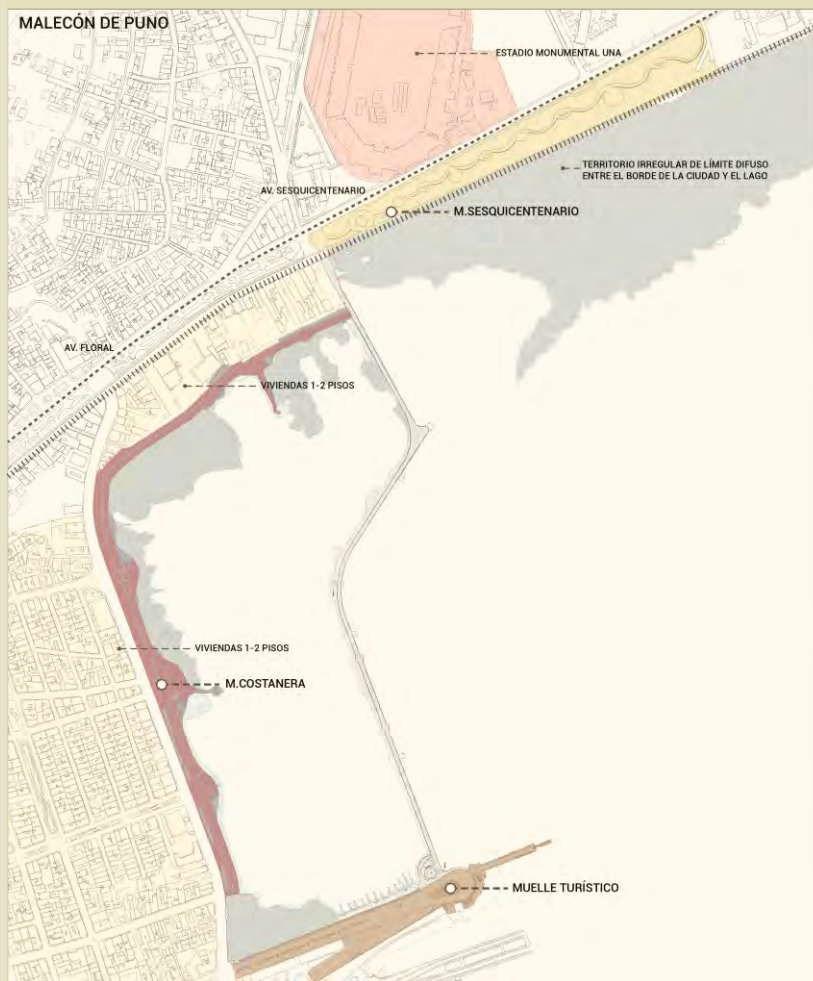 MALECÓN DE PUNO
ESTADIO MONUMENTAL UNA
TERRITORIO IRREGULAR DE LÍMITE DIFUSO
ENTRE EL BORDE DE LA CIUDAD Y EL LAGO
AV. SESQUICENTENARIO
M.SESQUICENTENARIO
AV. FLORAL
VIVIENDAS 1-2 PISOS
VIVIENDAS 1-2 PISOS
M.COSTANERA
MUELLE TURÍSTICO